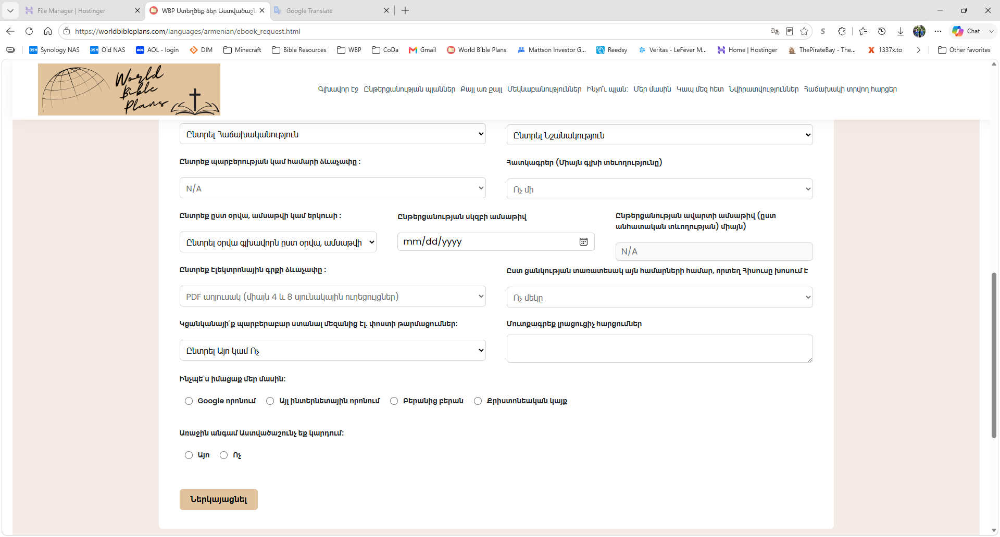 File Manager | Hostinger
WBP Ստեղծեք ձեր Աստվածաշն
Google Translate
https://worldbibleplans.com/languages/armenian/ebook_request.html
Chat
Synology NAS
Old NAS
AOL - login
DIM
Minecraft
Bible Resources
WBP
CoDa
Gmail
World Bible Plans
Mattson Investor G...
Reedsy
Veritas - LeFever M...
Home | Hostinger
ThePirateBay - The...
1337x.to
Other favorites
World
Bible
Plans
Գլխավոր էջ Ընթերցանության պլաններ Քայլ առ քայլ Մեկնաբանություններ Ինչո՞ւ պլան: Մեր մասին Կապ մեզ հետ Նվիրատվություններ Հաճախակի տրվող հարցեր
Ընտրել Հաճախականություն
Ընտրել Նշանակություն
Ընտրեք պարբերության կամ համարի ձևաչափը :
Հատկագրեր (Միայն գլխի տեւողությունը)
N/A
Ոչ մի
Ընտրեք ըստ օրվա, ամսաթվի կամ երկուսի :
Ընթերցանության սկզբի ամսաթիվ
Ընթերցանության ավարտի ամսաթիվ (ըստ
անհատական տևողության) միայն)
Ընտրել օրվա գլխավորն ըստ օրվա, ամսաթվի
mm/dd/yyyy
N/A
Ընտրեք Էլեկտրոնային գրքի ձևաչափը :
Ըստ ցանկության տառատեսակ այն համարների համար, որտեղ Հիսուսը խոսում է
PDF աղյուսակ (միայն 4 և 8 սյունակային ուղեցույցներ)
Ոչ մեկը
Կցանկանայի՞ք պարբերաբար ստանալ մեզանից էլ. փոստի թարմացումներ:
Մուտքագրեք լրացուցիչ հարցումներ
Ընտրել Այո կամ Ոչ
Ինչպե՞ս իմացաք մեր մասին:
Google որոնում
Այլ ինտերնետային որոնում
Բերանից բերան
Քրիստոնեական կայք
Առաջին անգամ Աստվածաշունչ եք կարդում:
Այո
Ոչ
Ներկայացնել